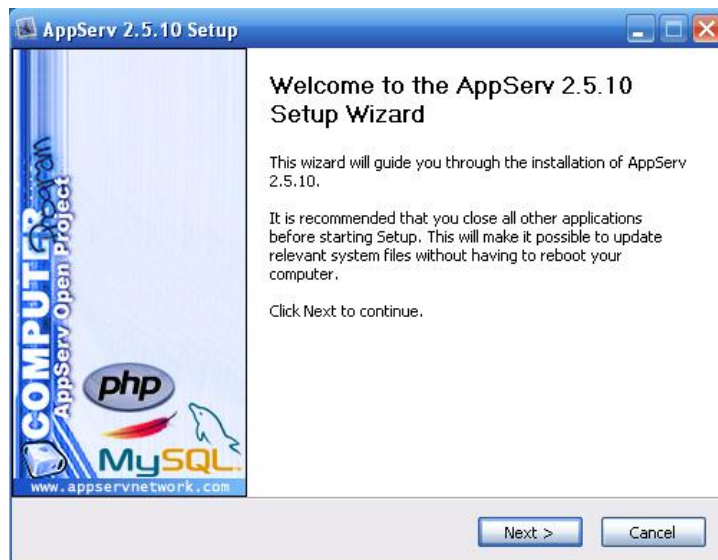 AppServ 2.5.10 Setup
Welcome to the AppServ 2.5.10
Setup Wizard
This wizard will guide you through the installation of AppServ
2.5.10.
It is recommended that you close all other applications
before starting Setup. This will make it possible to update
relevant system files without having to reboot your
computer.
Click Next to continue.
COMPUTER
Program
AppServ Open Project
php
MySQL
www.appservnetwork.com
Next >
Cancel